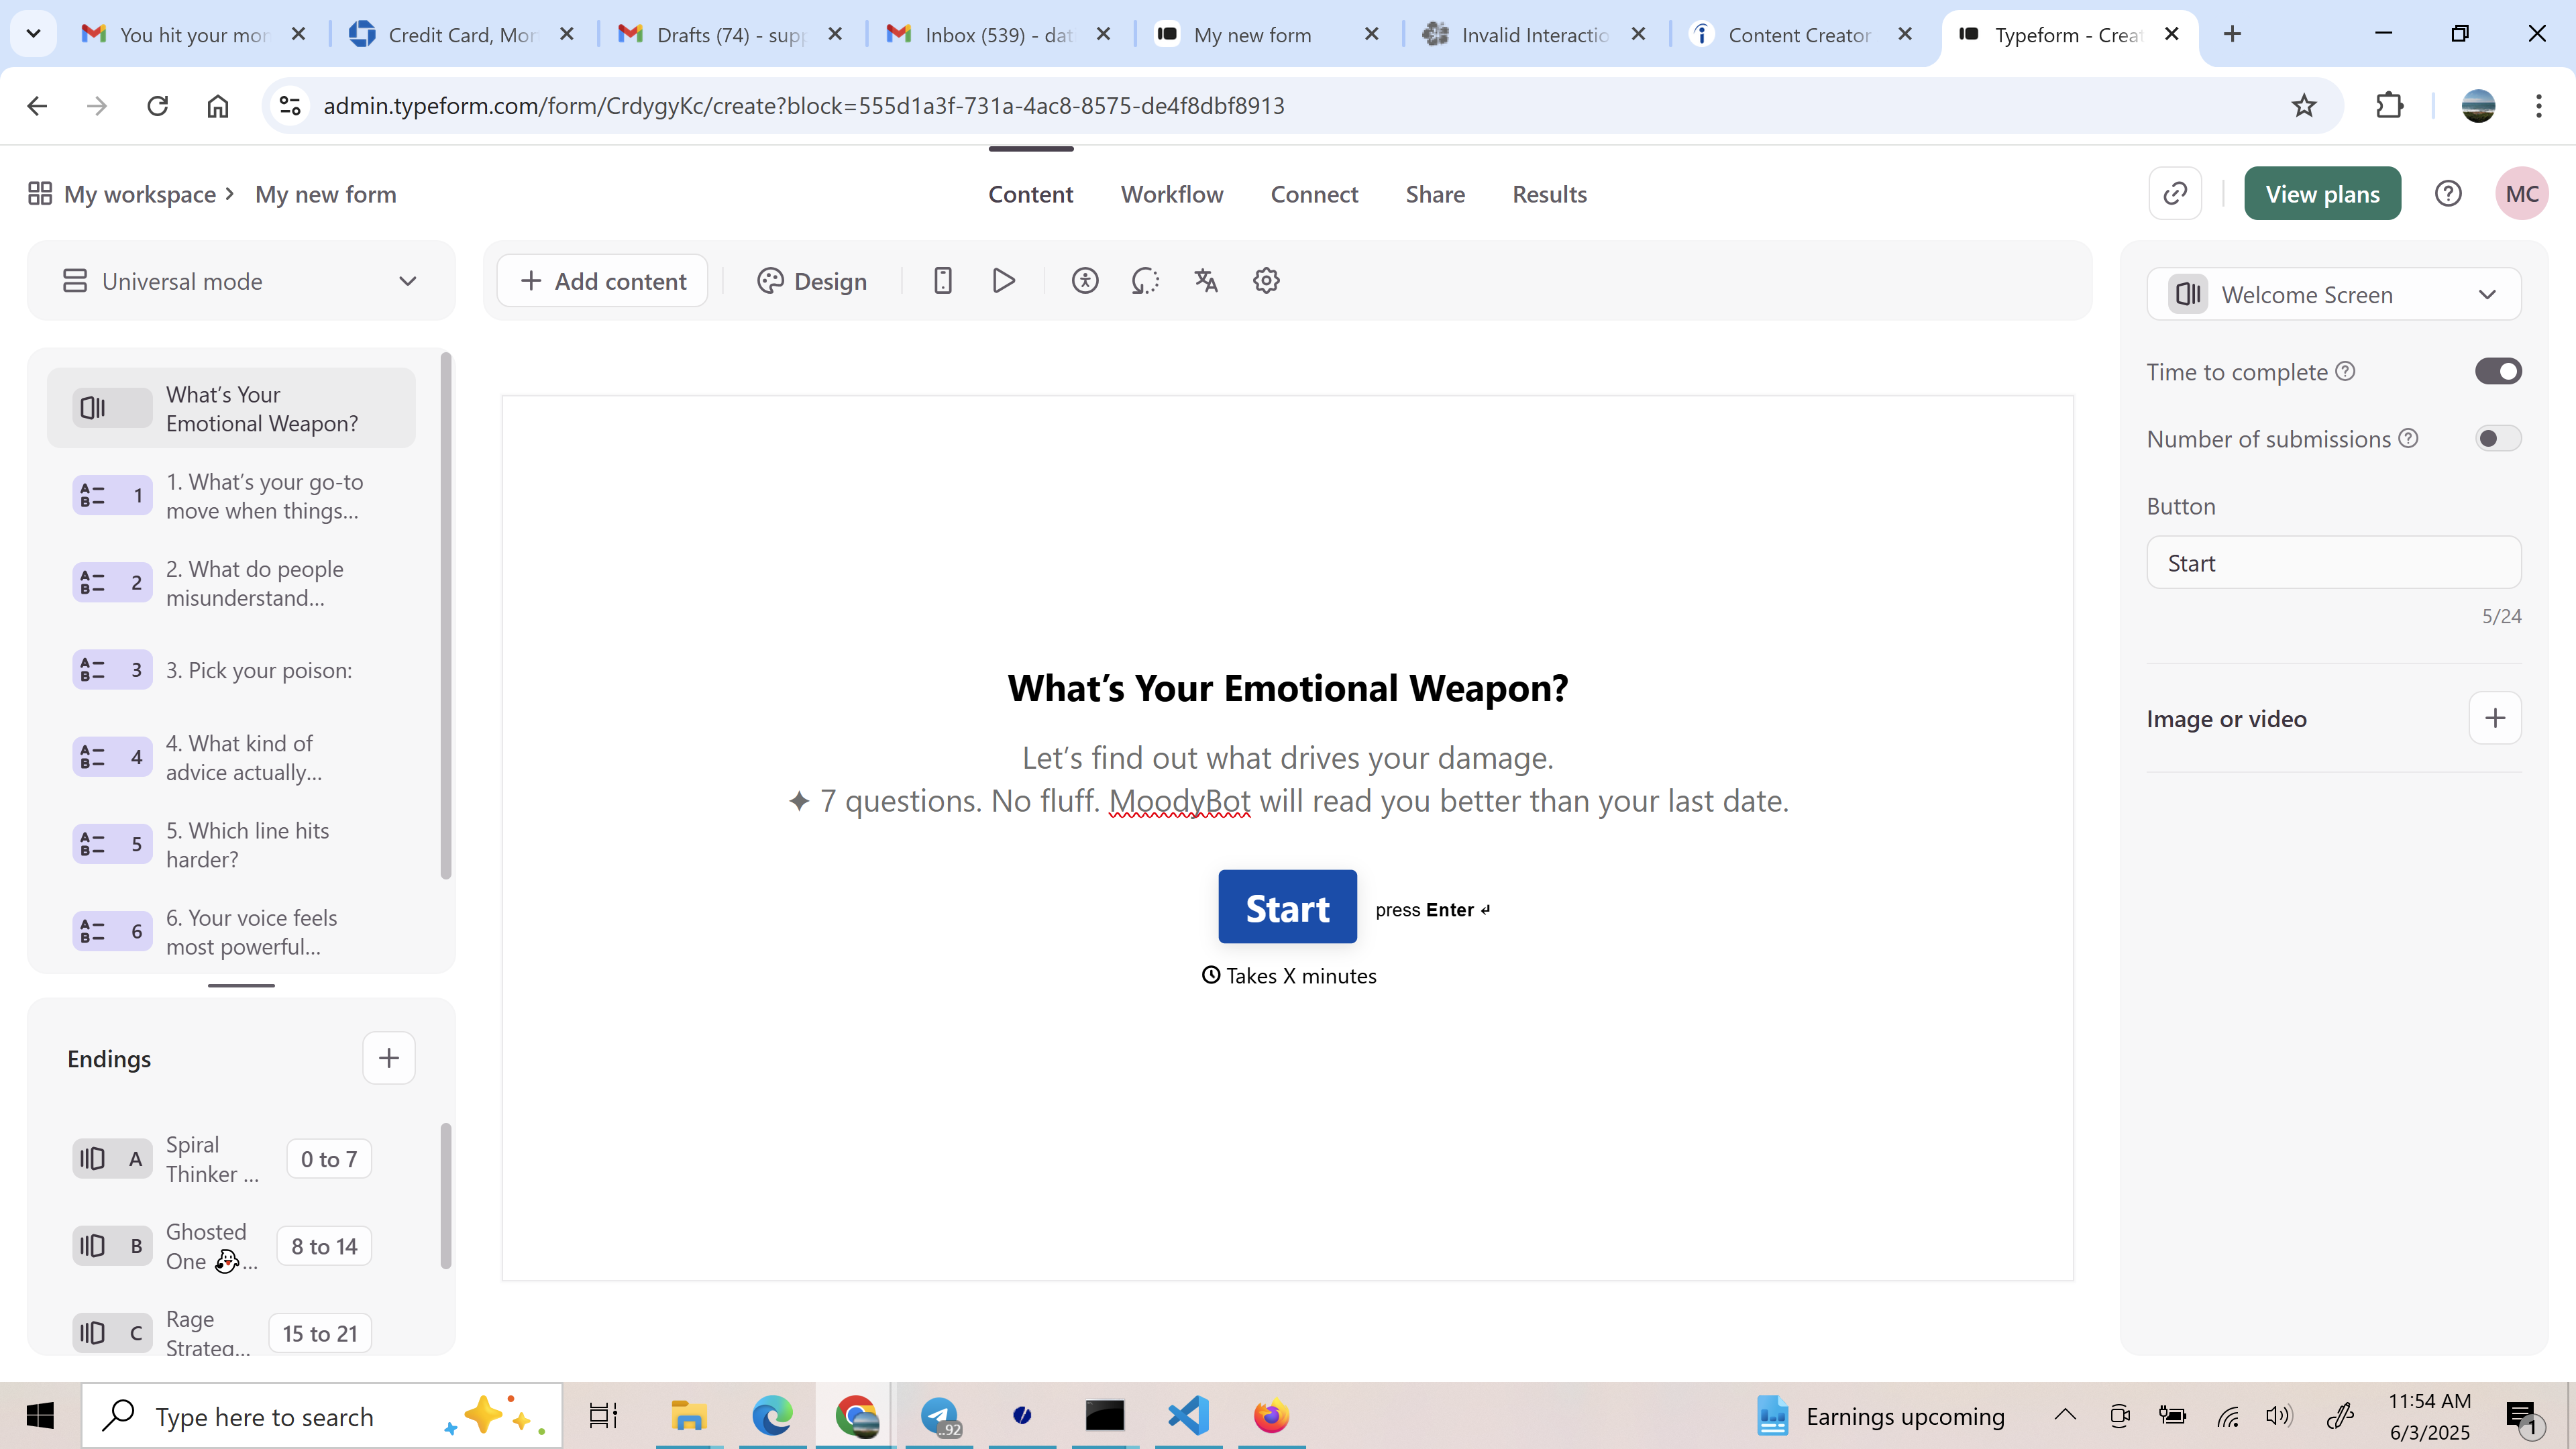 You hit your mor
Credit Card, Mor
Drafts (74) - supp
Inbox (539) - dat
My new form
Invalid Interactio
Content Creator
Typeform - Creat
admin.typeform.com/form/CrdygyKc/create?block=555d1a3f-731a-4ac8-8575-de4f8dbf8913
My workspace
My new form
Content
Workflow
Connect
Share
Results
View plans
MC
Universal mode
Add content
Design
Welcome Screen
What's Your
Emotional Weapon?
1
1. What's your go-to
move when things...
2
2. What do people
misunderstand...
3
3. Pick your poison:
4
4. What kind of
advice actually...
5
5. Which line hits
harder?
6
6. Your voice feels
most powerful...
Endings
A
Spiral
Thinker ...
0 to 7
B
Ghosted
One 👻...
8 to 14
C
Rage
Strateg...
15 to 21
What's Your Emotional Weapon?
Let's find out what drives your damage.
✦ 7 questions. No fluff. MoodyBot will read you better than your last date.
Start
press Enter ↵
Takes X minutes
Time to complete
Number of submissions
Button
Start
5/24
Image or video
Type here to search
..92
Earnings upcoming
11:54 AM
6/3/2025
1